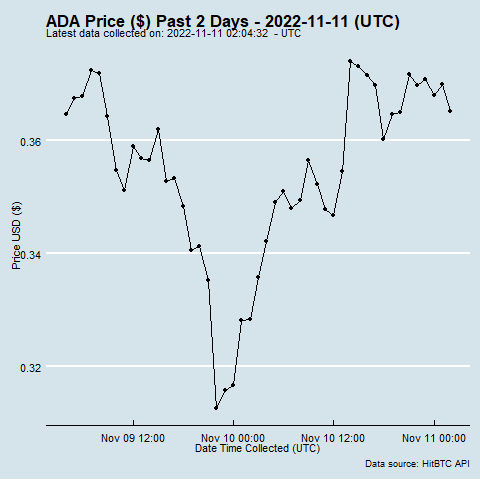 ADA Price ($) Past 2 Days - 2022-11-11 (UTC)
Latest data collected on: 2022-11-11 02:04:32 - UTC
Price USD ($)
0.36
0.34
0.32
Nov 09 12:00 Nov 10 00:00 Nov 10 12:00 Nov 11 00:00
Date Time Collected (UTC)
Data source: HitBTC API